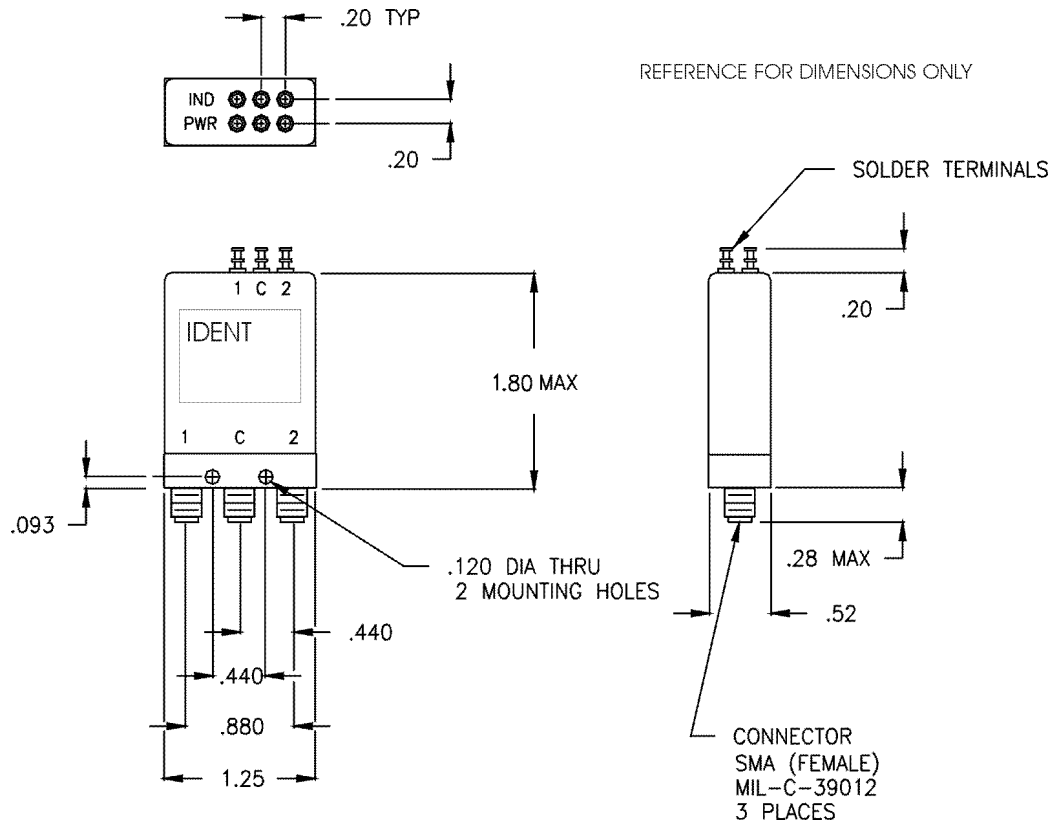 .20 TYP
REFERENCE FOR DIMENSIONS ONLY
IND
PWR
.20
SOLDER TERMINALS
1 C 2
IDENT
.20
1.80 MAX
1 C 2
.093
.28 MAX
.120 DIA THRU
2 MOUNTING HOLES
.52
.440
.440
.880
CONNECTOR
SMA (FEMALE)
MIL-C-39012
3 PLACES
1.25